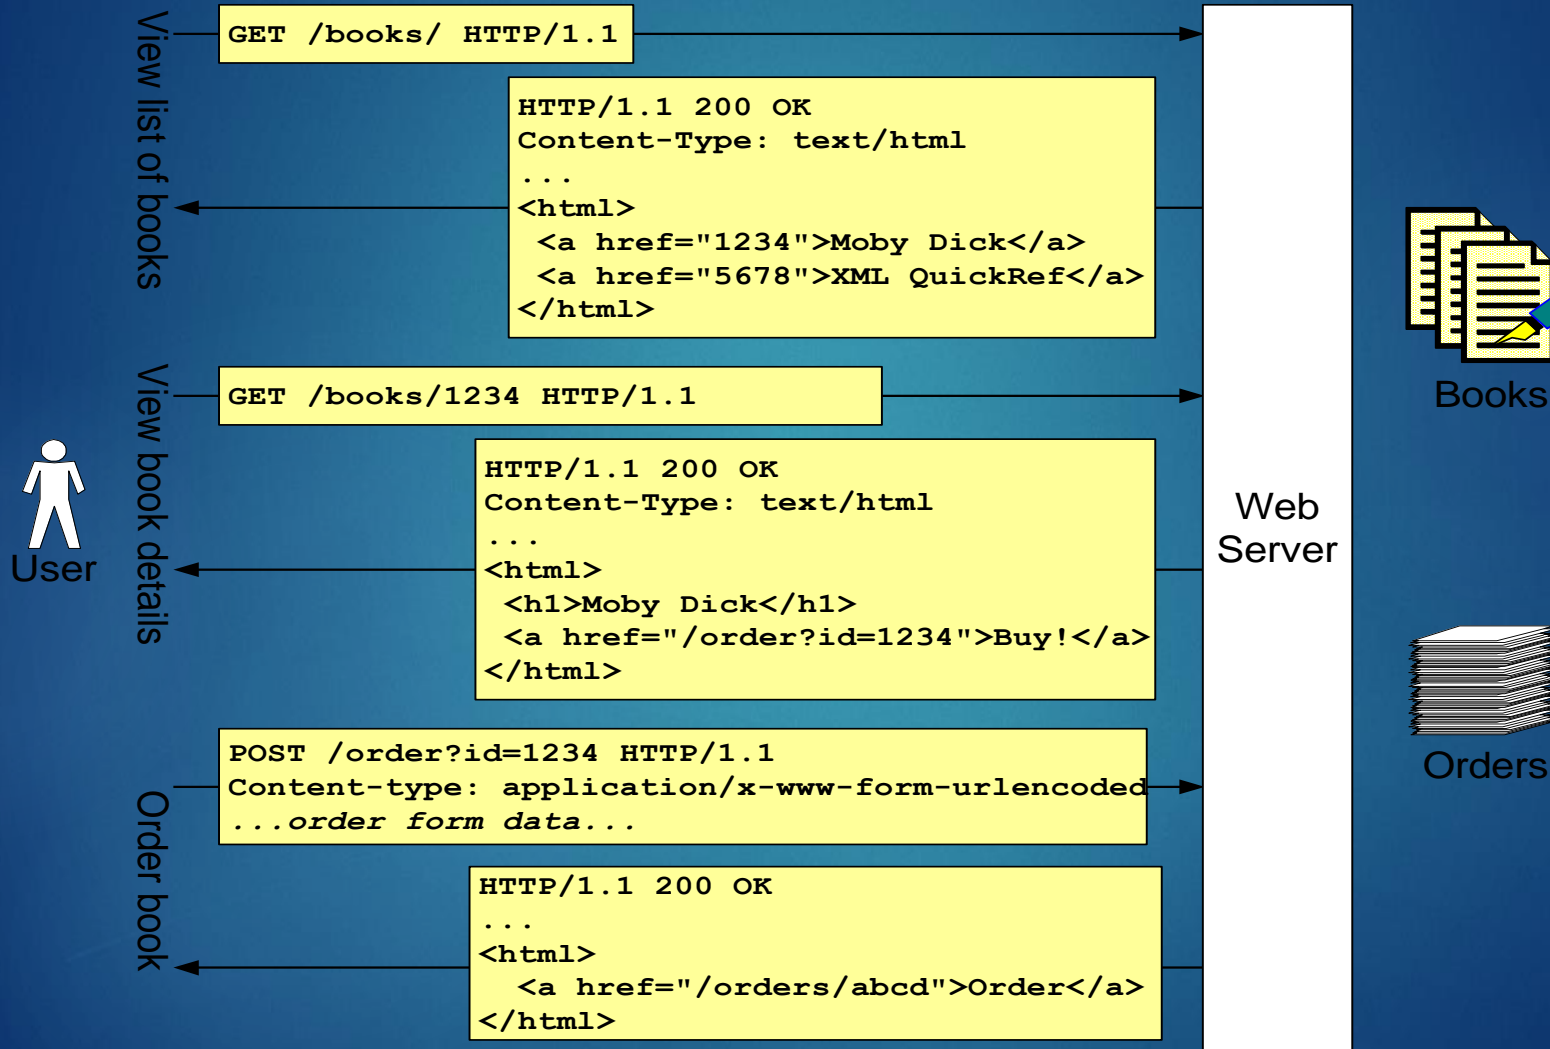 View list of books
GET /books/ HTTP/1.1
HTTP/1.1 200 OK
Content-Type: text/html
...
<html>
 <a href="1234">Moby Dick</a>
 <a href="5678">XML QuickRef</a>
</html>
Books
View book details
GET /books/1234 HTTP/1.1
HTTP/1.1 200 OK
Content-Type: text/html
...
<html>
 <h1>Moby Dick</h1>
 <a href="/order?id=1234">Buy!</a>
</html>
User
Web
Server
Order book
POST /order?id=1234 HTTP/1.1
Content-type: application/x-www-form-urlencoded
...order form data...
Orders
HTTP/1.1 200 OK
...
<html>
  <a href="/orders/abcd">Order</a>
</html>